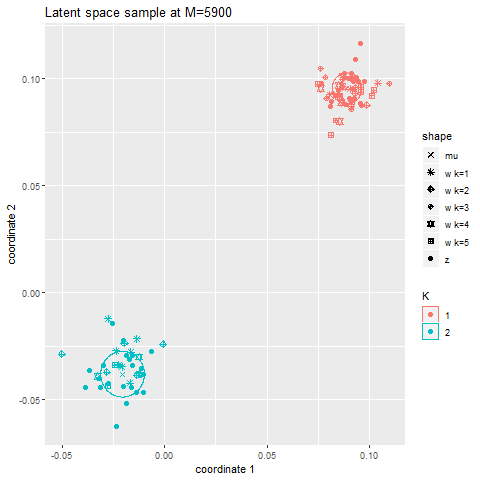 Latent space sample at M=5900
coordinate 2
0.10
0.05
0.00
-0.05
-0.05
0.00
0.05
0.10
coordinate 1
shape
mu
w k=1
w k=2
w k=3
w k=4
w k=5
z
K
1
2